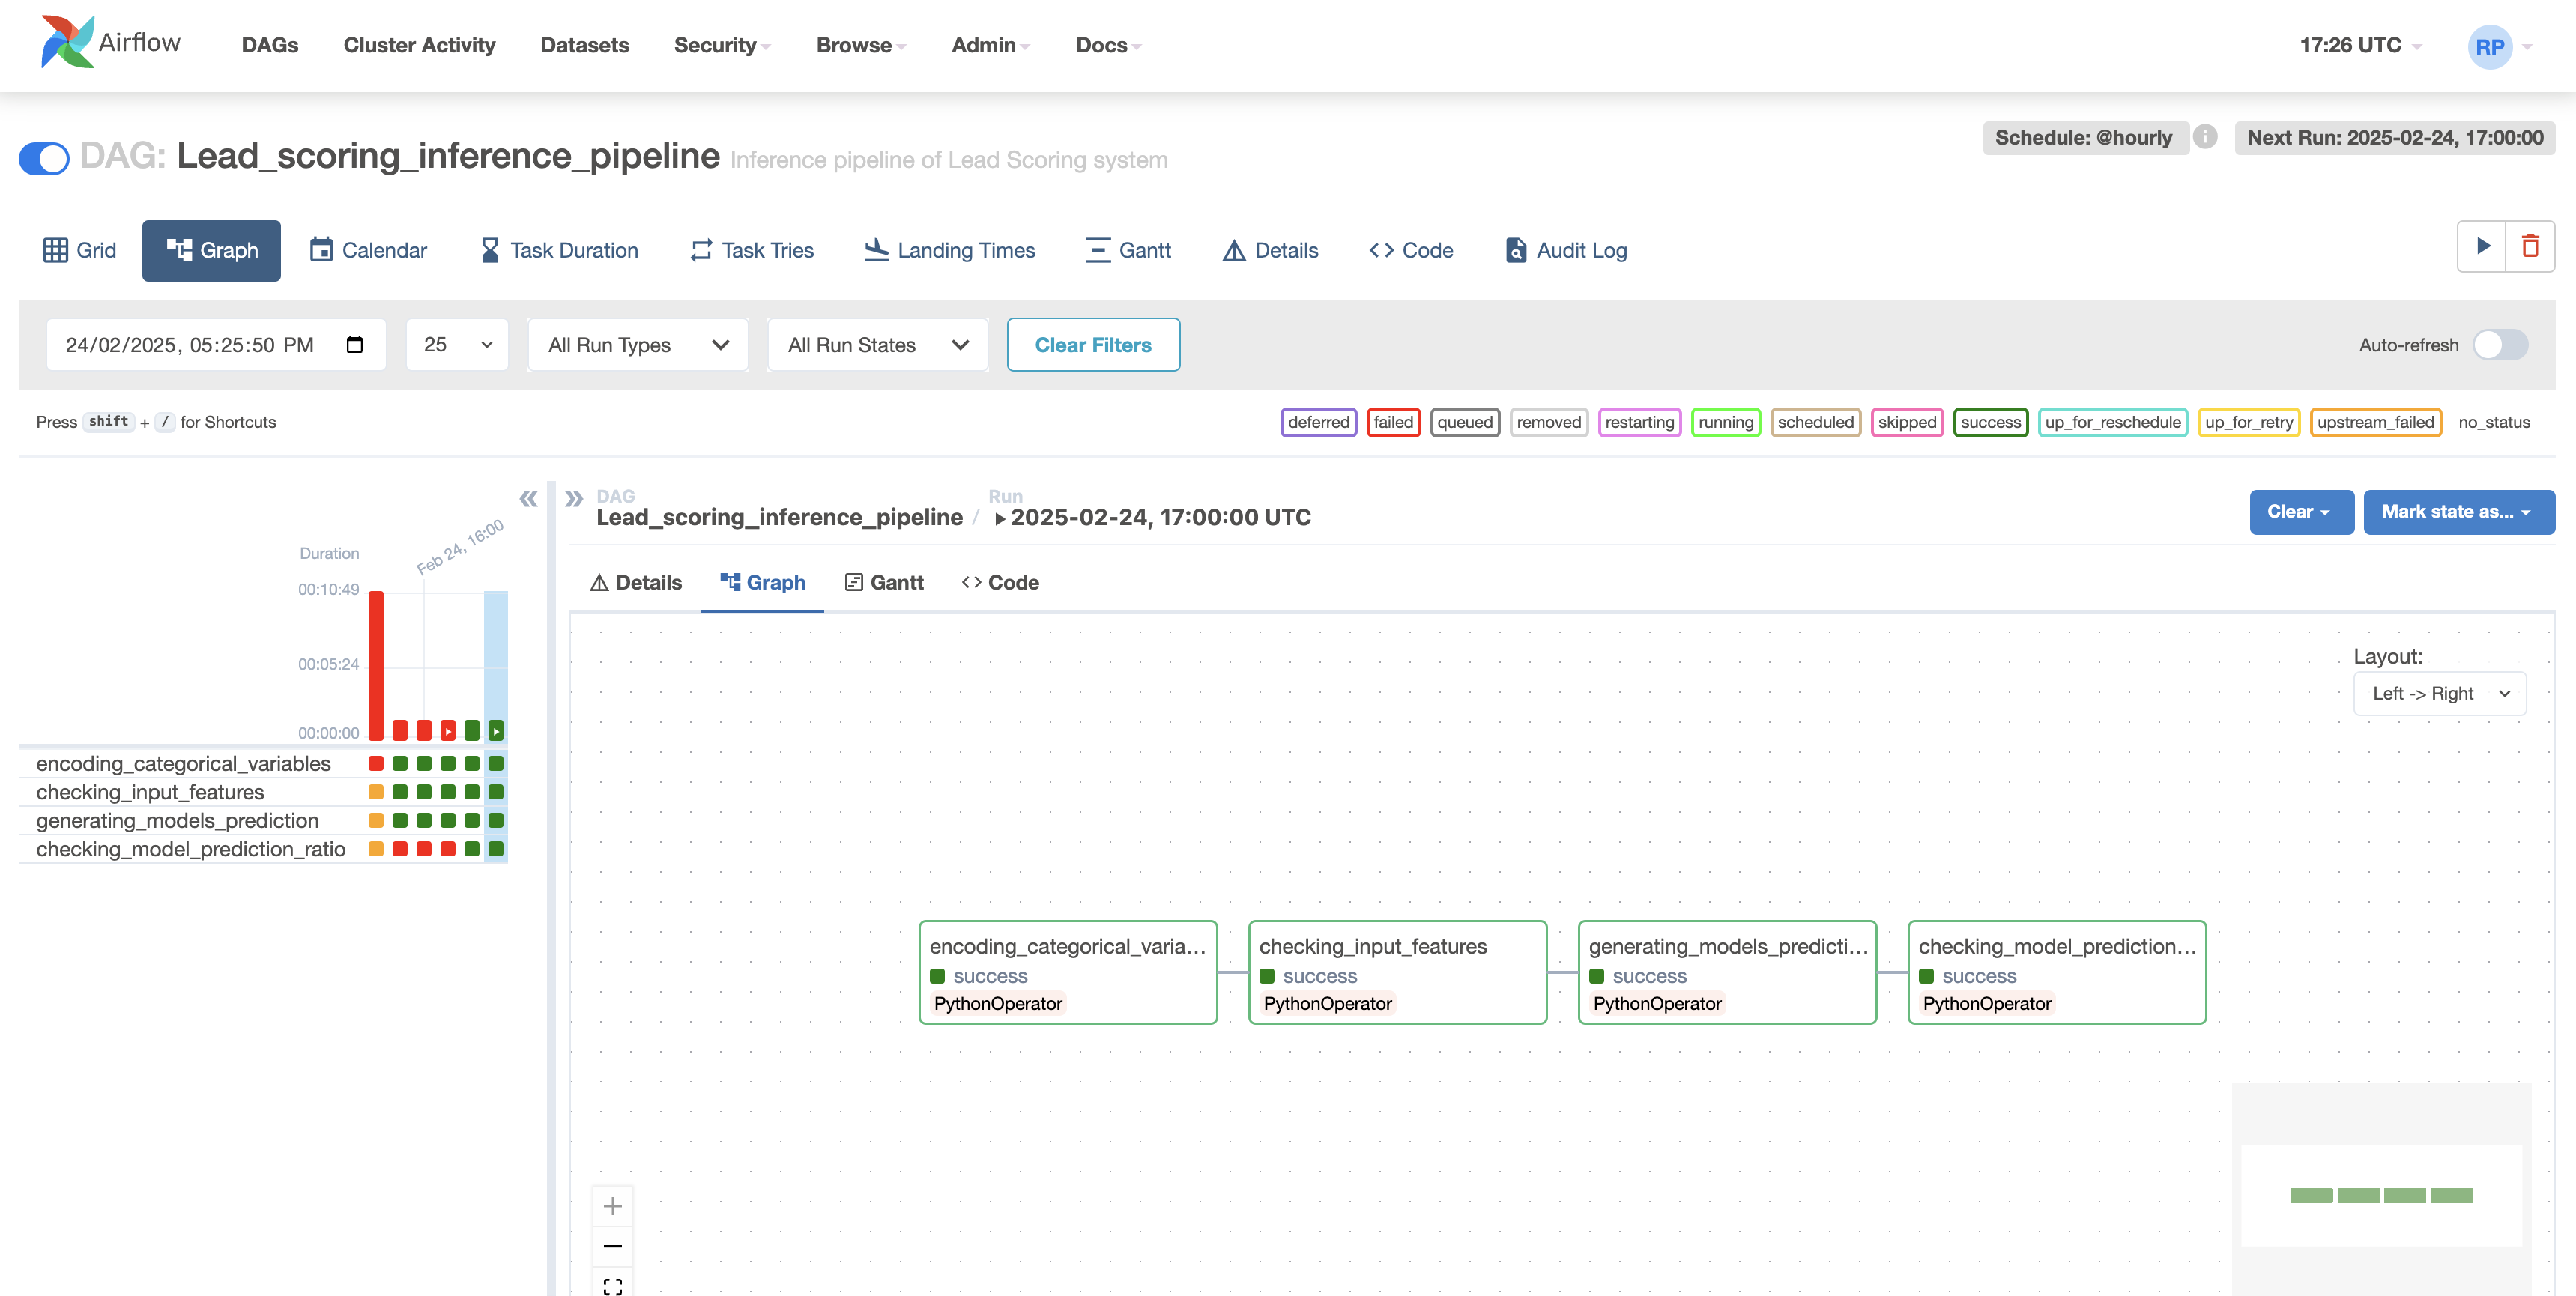 Airflow
DAGs
Cluster Activity
Datasets
Security
Browse
Admin
Docs
17:26 UTC
RP
DAG: Lead_scoring_inference_pipeline Inference pipeline of Lead Scoring system
Schedule: @hourly
i
Next Run: 2025-02-24, 17:00:00
Grid
Graph
Calendar
Task Duration
Task Tries
Landing Times
Gantt
Details
Code
Audit Log
24/02/2025, 05:25:50 PM
25
All Run Types
All Run States
Clear Filters
Auto-refresh
Press shift + / for Shortcuts
deferred
failed
queued
removed
restarting
running
scheduled
skipped
success
up_for_reschedule
up_for_retry
upstream_failed
no_status
Duration
Feb 24, 16:00
00:10:49
00:05:24
00:00:00
encoding_categorical_variables
checking_input_features
generating_models_prediction
checking_model_prediction_ratio
DAG
Lead_scoring_inference_pipeline /
Run
2025-02-24, 17:00:00 UTC
Clear
Mark state as...
Details
Graph
Gantt
Code
Layout:
Left -> Right
encoding_categorical_varia...
success
PythonOperator
checking_input_features
success
PythonOperator
generating_models_predicti...
success
PythonOperator
checking_model_prediction...
success
PythonOperator